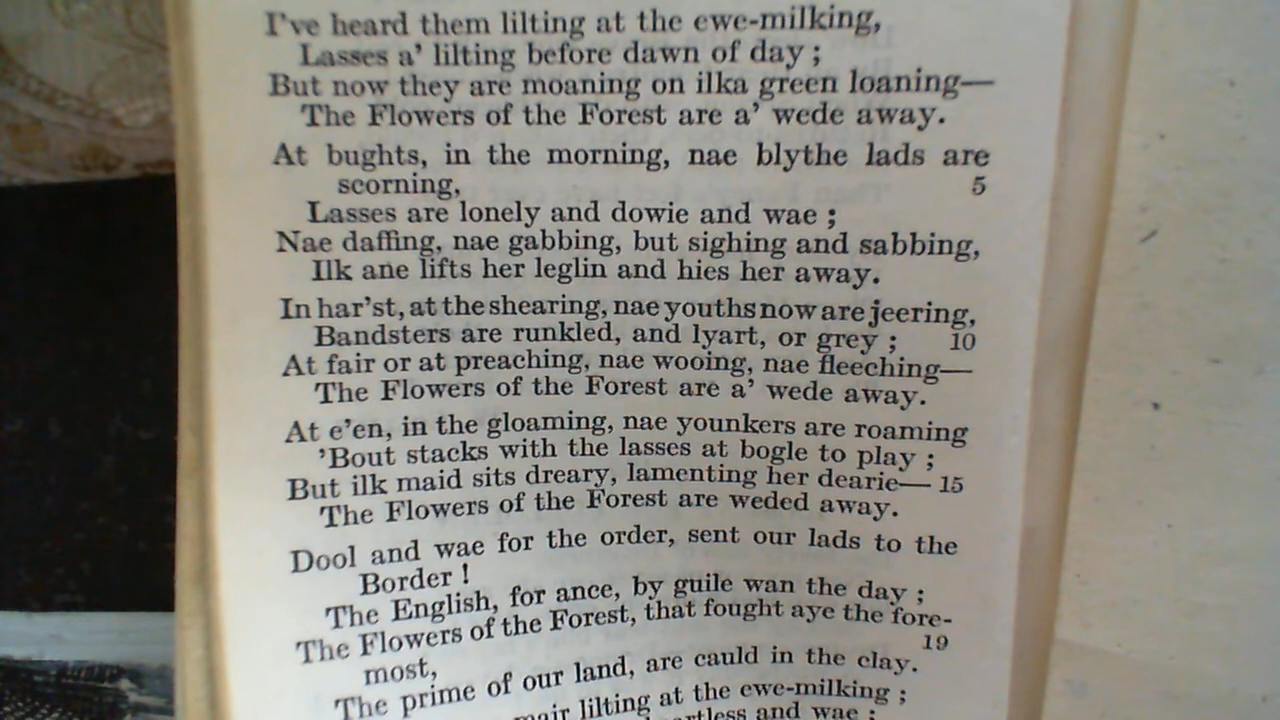 I've heard them lilting at the ewe-milking,
Lasses a' lilting before dawn of day ;
But now they are moaning on ilka green loaning—
The Flowers of the Forest are a' wede away.
At bughts, in the morning, nae blythe lads are
scorning, 5
Lasses are lonely and dowie and wae ;
Nae daffing, nae gabbing, but sighing and sabbing,
Ilk ane lifts her leglin and hies her away.
In har'st, at the shearing, nae youths now are jeering,
Bandsters are runkled, and lyart, or grey ; 10
At fair or at preaching, nae wooing, nae fleeching—
The Flowers of the Forest are a' wede away.
At e'en, in the gloaming, nae younkers are roaming
'Bout stacks with the lasses at bogle to play ;
But ilk maid sits dreary, lamenting her dearie— 15
The Flowers of the Forest are weded away.
Dool and wae for the order, sent our lads to the
Border !
The English, for ance, by guile wan the day ;
The Flowers of the Forest, that fought aye the fore-
most, 19
The prime of our land, are cauld in the clay.
mair lilting at the ewe-milking ;
and wae ;